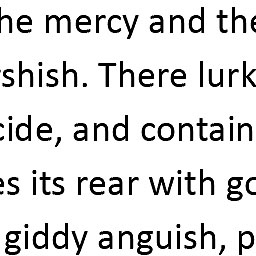 he mercy and the
rshish. There lurk
cide, and contain
es its rear with go
giddy anguish, p